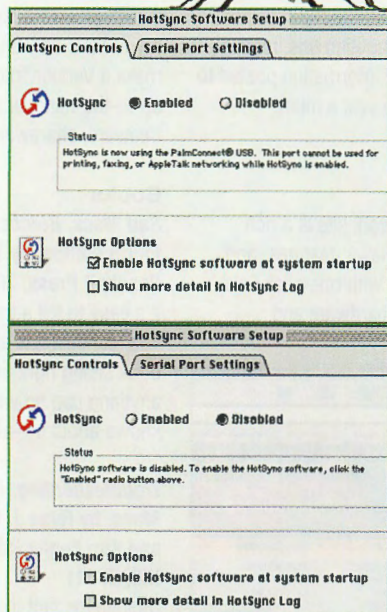 HotSync Software Setup
HotSync Controls Serial Port Settings
HotSync Enabled Disabled
Status
HotSync is now using the PalmConnect® USB. This port cannot be used for
printing, faxing, or AppleTalk networking while HotSync is enabled.
HotSync Options
Enable HotSync software at system startup
Show more detail in HotSync Log
HotSync Software Setup
HotSync Controls Serial Port Settings
HotSync Enabled Disabled
Status
HotSync software is disabled. To enable the HotSync software, click the
"Enabled" radio button above.
HotSync Options
Enable HotSync software at system startup
Show more detail in HotSync Log